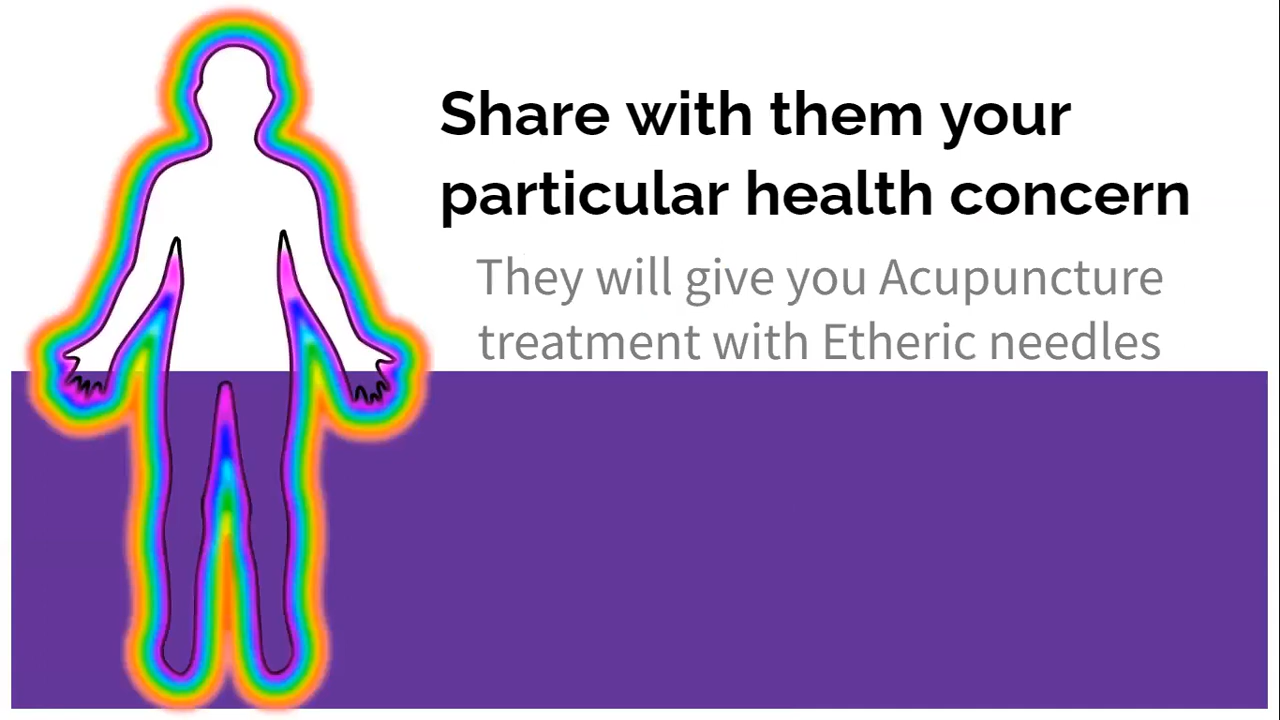 Share with them your
particular health concern
They will give you Acupuncture
treatment with Etheric needles